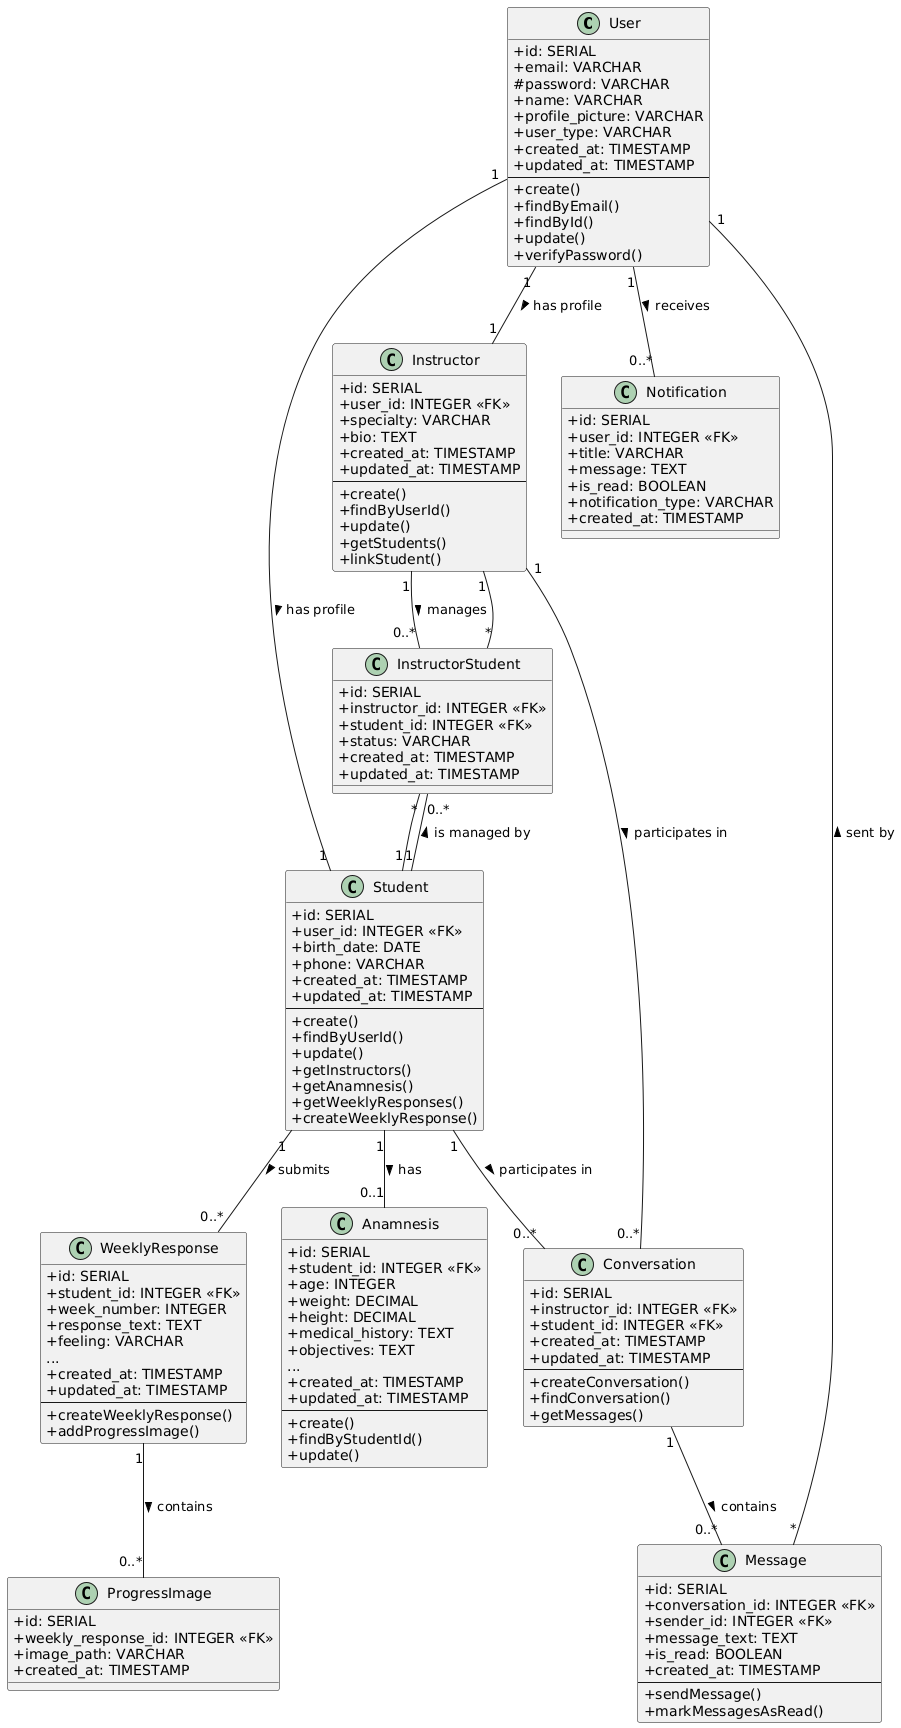 C User
+id: SERIAL
+email: VARCHAR
#password: VARCHAR
+name: VARCHAR
+profile_picture: VARCHAR
+user_type: VARCHAR
+created_at: TIMESTAMP
+updated_at: TIMESTAMP
+create()
+findByEmail()
+findById()
+update()
+verifyPassword()
1
1
1
1
has profile
receives
1
0..*
C Instructor
+id: SERIAL
+user_id: INTEGER «FK»
+specialty: VARCHAR
+bio: TEXT
+created_at: TIMESTAMP
+updated_at: TIMESTAMP
+create()
+findByUserId()
+update()
+getStudents()
+linkStudent()
C Notification
+id: SERIAL
+user_id: INTEGER «FK»
+title: VARCHAR
+message: TEXT
+is_read: BOOLEAN
+notification_type: VARCHAR
+created_at: TIMESTAMP
1
1
1
has profile
manages
0..*
*
C InstructorStudent
+id: SERIAL
+instructor_id: INTEGER «FK»
+student_id: INTEGER «FK»
+status: VARCHAR
+created_at: TIMESTAMP
+updated_at: TIMESTAMP
*
0..*
is managed by
participates in
sent by
1
1
1
C Student
+id: SERIAL
+user_id: INTEGER «FK»
+birth_date: DATE
+phone: VARCHAR
+created_at: TIMESTAMP
+updated_at: TIMESTAMP
+create()
+findByUserId()
+update()
+getInstructors()
+getAnamnesis()
+getWeeklyResponses()
+createWeeklyResponse()
1
1
1
submits
has
participates in
0..*
0..1
0..*
0..*
C WeeklyResponse
+id: SERIAL
+student_id: INTEGER «FK»
+week_number: INTEGER
+response_text: TEXT
+feeling: VARCHAR
...
+created_at: TIMESTAMP
+updated_at: TIMESTAMP
+createWeeklyResponse()
+addProgressImage()
C Anamnesis
+id: SERIAL
+student_id: INTEGER «FK»
+age: INTEGER
+weight: DECIMAL
+height: DECIMAL
+medical_history: TEXT
+objectives: TEXT
...
+created_at: TIMESTAMP
+updated_at: TIMESTAMP
+create()
+findByStudentId()
+update()
C Conversation
+id: SERIAL
+instructor_id: INTEGER «FK»
+student_id: INTEGER «FK»
+created_at: TIMESTAMP
+updated_at: TIMESTAMP
+createConversation()
+findConversation()
+getMessages()
1
1
contains
contains
0..*
0..*
*
C ProgressImage
+id: SERIAL
+weekly_response_id: INTEGER «FK»
+image_path: VARCHAR
+created_at: TIMESTAMP
C Message
+id: SERIAL
+conversation_id: INTEGER «FK»
+sender_id: INTEGER «FK»
+message_text: TEXT
+is_read: BOOLEAN
+created_at: TIMESTAMP
+sendMessage()
+markMessagesAsRead()